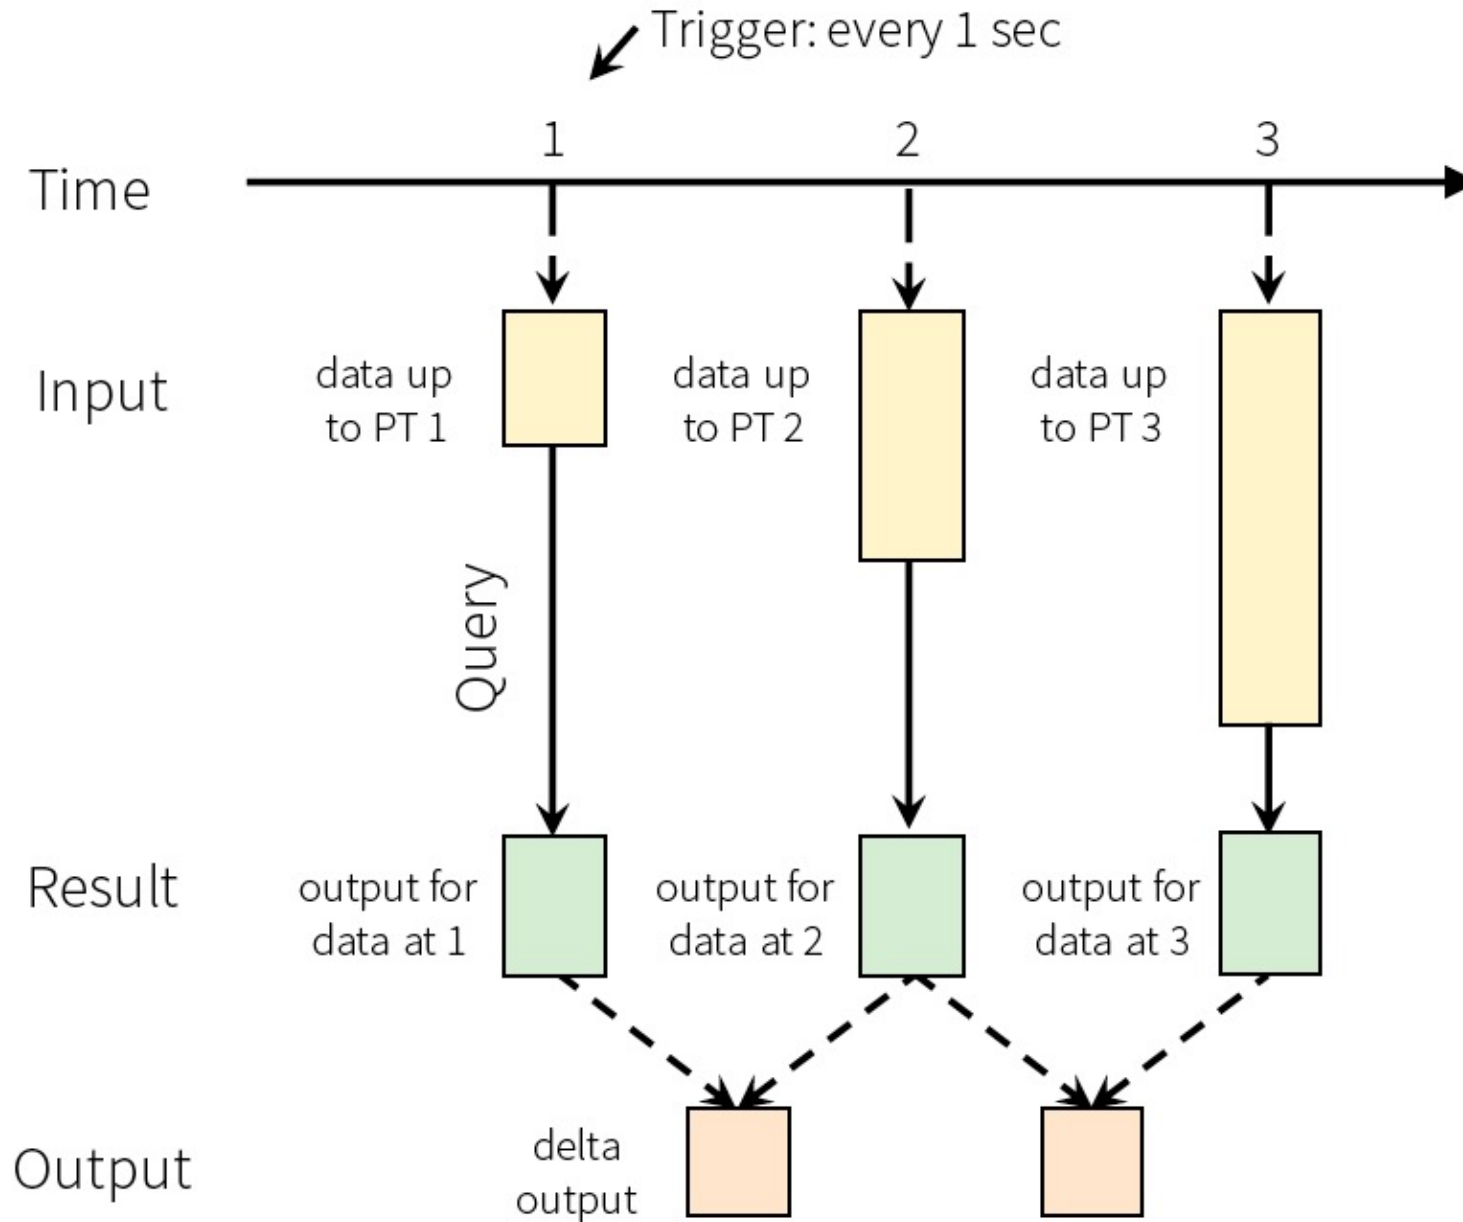 Trigger: every 1 sec
1
2
3
Time
Input
data up
to PT 1
data up
to PT 2
data up
to PT 3
Query
Result
output for
data at 1
output for
data at 2
output for
data at 3
Output
delta
output